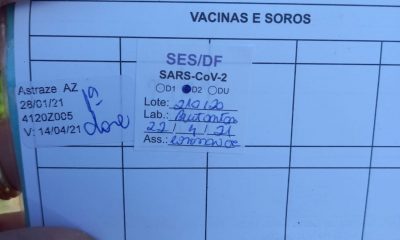 VACINAS E SOROS
Astraze AZ
28/01/21
4120Z005
V: 14/04/21
1ª
dose
SES/DF
SARS-CoV-2
D1 D2 DU
Lote: 210120
Lab.: Butantan
22/4/21
Ass.: